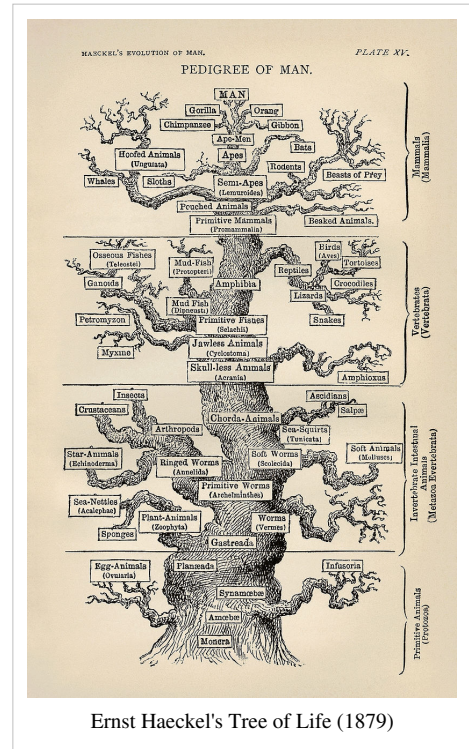 HAECKEL'S EVOLUTION OF MAN.
PLATE XV.
PEDIGREE OF MAN.
MAN
Gorilla
Orang
Chimpanzee
Gibbon
Ape-Men
Bats
Apes
Hoofed Animals
(Ungulata)
Rodents
Whales
Sloths
Semi-Apes
(Lemuroidea)
Beasts of Prey
Pouched Animals
Primitive Mammals
(Promammalia)
Beaked Animals.
Mammals
(Mammalia)
Osseous Fishes
(Teleostei)
Mud-Fish
(Protopteri)
Birds
(Aves)
Tortoises
Reptiles
Ganoids
Amphibia
Crocodiles
Lizards
Mud Fish
(Dipneusti)
Petromyzon
Primitive Fishes
(Selachii)
Snakes
Jawless Animals
(Cyclostoma)
Myxine
Skull-less Animals
(Acrania)
Amphioxus
Vertebrates
(Vertebrata)
Insects
Ascidians
Crustaceans
Salpæ
Chorda-Animals
Arthropods
Sea-Squirts
(Tunicata)
Star-Animals
(Echinoderma)
Ringed Worms
(Annelida)
Soft Worms
(Scolecida)
Soft Animals
(Molluscs)
Primitive Worms
(Archelminthes)
Sea-Nettles
(Acalephae)
Plant-Animals
(Zoophyta)
Worms
(Vermes)
Sponges
Gastreada
Invertebrate Intestinal
Animals
(Metazoa Evertebrata)
Egg-Animals
(Ovularia)
Planæada
Infusoria
Synamœbæ
Amœbæ
Monera
Primitive Animals
(Protozoa)
Ernst Haeckel's Tree of Life (1879)